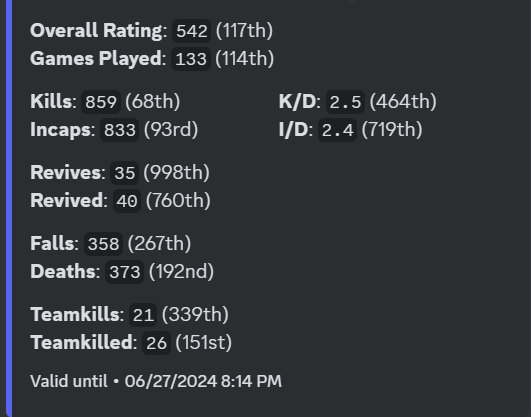 Overall Rating: 542 (117th)
Games Played: 133 (114th)
Kills: 859 (68th) K/D: 2.5 (464th)
Incaps: 833 (93rd) I/D: 2.4 (719th)
Revives: 35 (998th)
Revived: 40 (760th)
Falls: 358 (267th)
Deaths: 373 (192nd)
Teamkills: 21 (339th)
Teamkilled: 26 (151st)
Valid until • 06/27/2024 8:14 PM